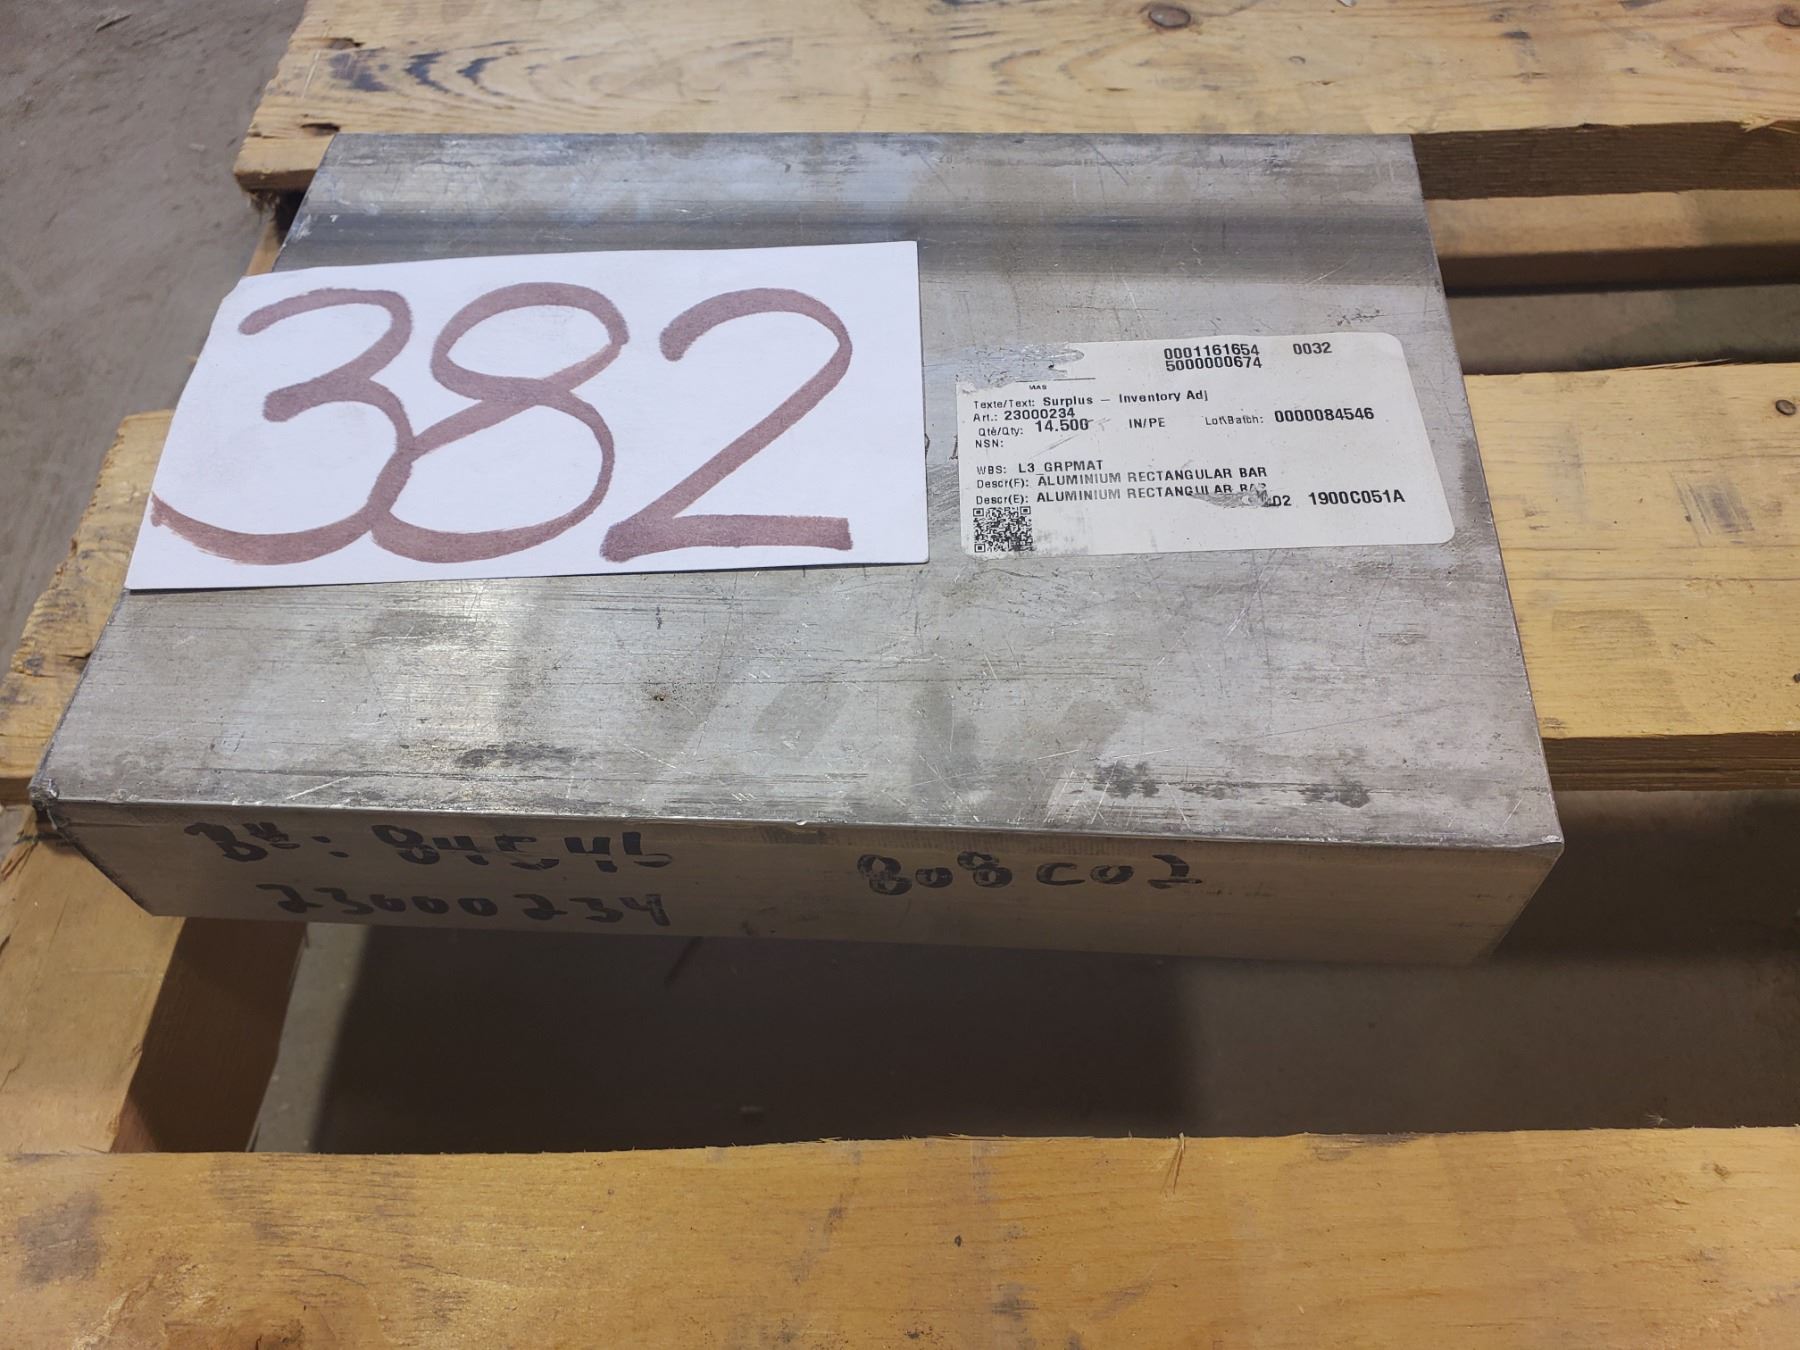 382
0001161654 0032
5000000674
Texte/Text: Surplus – Inventory Adj
Art.: 23000234
Qté/Qty: 14.500 IN/PE Lot\Batch: 0000084546
NSN:
WBS: L3_GRPMAT
Descr(F): ALUMINIUM RECTANGULAR BAR
Descr(E): ALUMINIUM RECTANGULAR BAR
1900C051A
84546 808C02
23000234